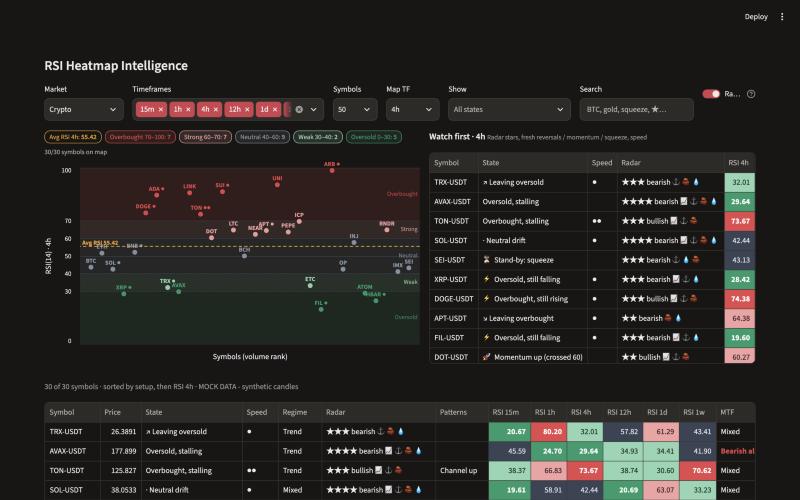 Deploy
RSI Heatmap Intelligence
Market Timeframes Symbols Map TF Show Search
Crypto 15m × 1h × 4h × 12h × 1d × 50 4h All states BTC, gold, squeeze, ★… Ra…
Avg RSI 4h: 55.42 Overbought 70–100: 7 Strong 60–70: 7 Neutral 40–60: 9 Weak 30–40: 2 Oversold 0–30: 5
30/30 symbols on map
Watch first · 4h Radar stars, fresh reversals / momentum / squeeze, speed
RSI(14) · 4h
100
70
60
50
40
30
0
Overbought
Strong
Neutral
Weak
Oversold
Avg RSI 55.42
ARB
UNI
ADA
LINK
SUI
DOGE
TON
ICP
DOT
LTC
NEAR
APT
PEPE
RNDR
INJ
BNB
BCH
BTC
SOL
OP
IMX
SEI
XRP
TRX
AVAX
ETC
ATOM
HBAR
FIL
Symbols (volume rank)
Symbol State Speed Radar RSI 4h
TRX-USDT Leaving oversold ● ★★★ bearish 32.01
AVAX-USDT Oversold, stalling ★★★ bearish 29.64
TON-USDT Overbought, stalling ●● ★★★ bullish 73.67
SOL-USDT · Neutral drift ● ★★★ bearish 42.44
SEI-USDT Stand-by: squeeze ★★★ bearish 43.13
XRP-USDT Oversold, still falling ● ★★★ bearish 28.42
DOGE-USDT Overbought, still rising ● ★★★ bullish 74.38
APT-USDT Leaving overbought ● ★★ bearish 64.38
FIL-USDT Oversold, still falling ● ★★ bearish 19.60
DOT-USDT Momentum up (crossed 60) ★★ bullish 60.27
30 of 30 symbols · sorted by setup, then RSI 4h · MOCK DATA - synthetic candles
Symbol Price State Speed Regime Radar Patterns RSI 15m RSI 1h RSI 4h RSI 12h RSI 1d RSI 1w MTF
TRX-USDT 26.3891 Leaving oversold ● Trend ★★★★ bearish 20.67 80.20 32.01 57.82 61.29 43.41 Mixed
AVAX-USDT 177.899 Oversold, stalling Trend ★★★★ bearish 45.59 24.70 29.64 34.93 34.41 41.90 Bearish al
TON-USDT 125.827 Overbought, stalling ●● Trend ★★★ bullish Channel up 38.37 66.83 73.67 38.74 30.60 70.62 Mixed
SOL-USDT 38.0533 · Neutral drift ● Mixed ★★★ bearish 19.61 58.91 42.44 20.69 63.07 33.23 Mixed